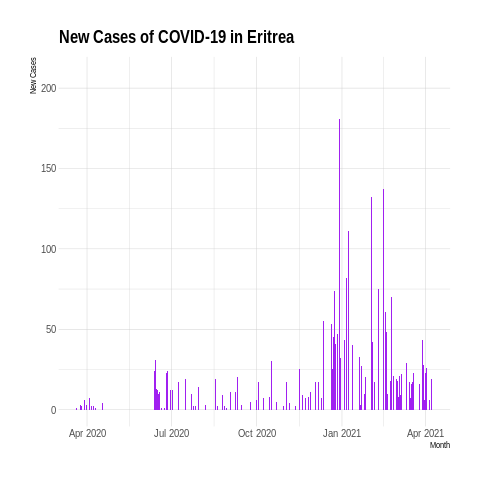 New Cases of COVID-19 in Eritrea
New Cases
200
150
100
50
0
Apr 2020
Jul 2020
Oct 2020
Jan 2021
Apr 2021
Month